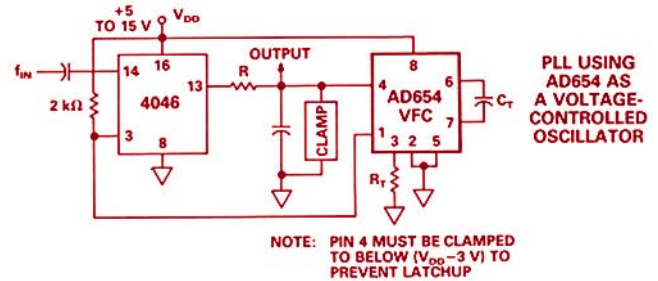 +5
TO 15 V
V_DD
f_IN
14
16
13
2 kΩ
4046
3
8
R
OUTPUT
CLAMP
4
8
6
AD654
VFC
7
1
3
2
5
C_T
R_T
PLL USING
AD654 AS
A VOLTAGE-
CONTROLLED
OSCILLATOR
NOTE: PIN 4 MUST BE CLAMPED
TO BELOW (V_DD–3 V) TO
PREVENT LATCHUP